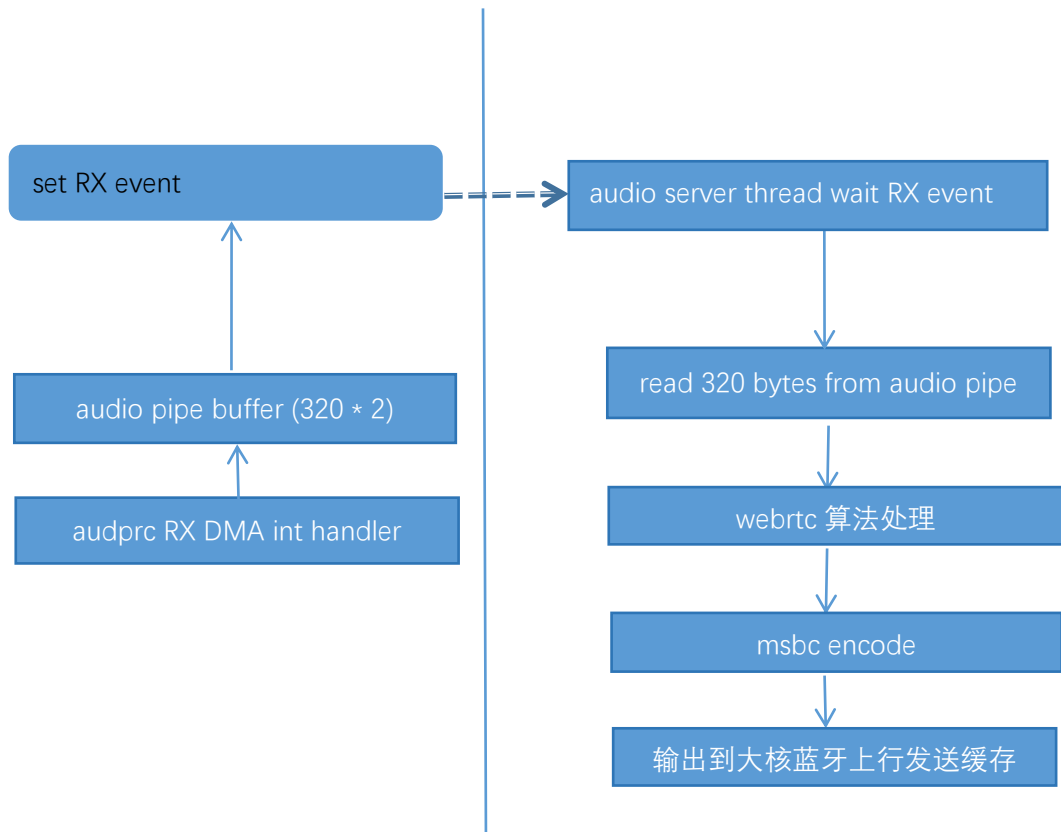 set RX event
audio pipe buffer (320 * 2)
audprc RX DMA int handler
audio server thread wait RX event
read 320 bytes from audio pipe
webrtc 算法处理
msbc encode
输出到大核蓝牙上行发送缓存